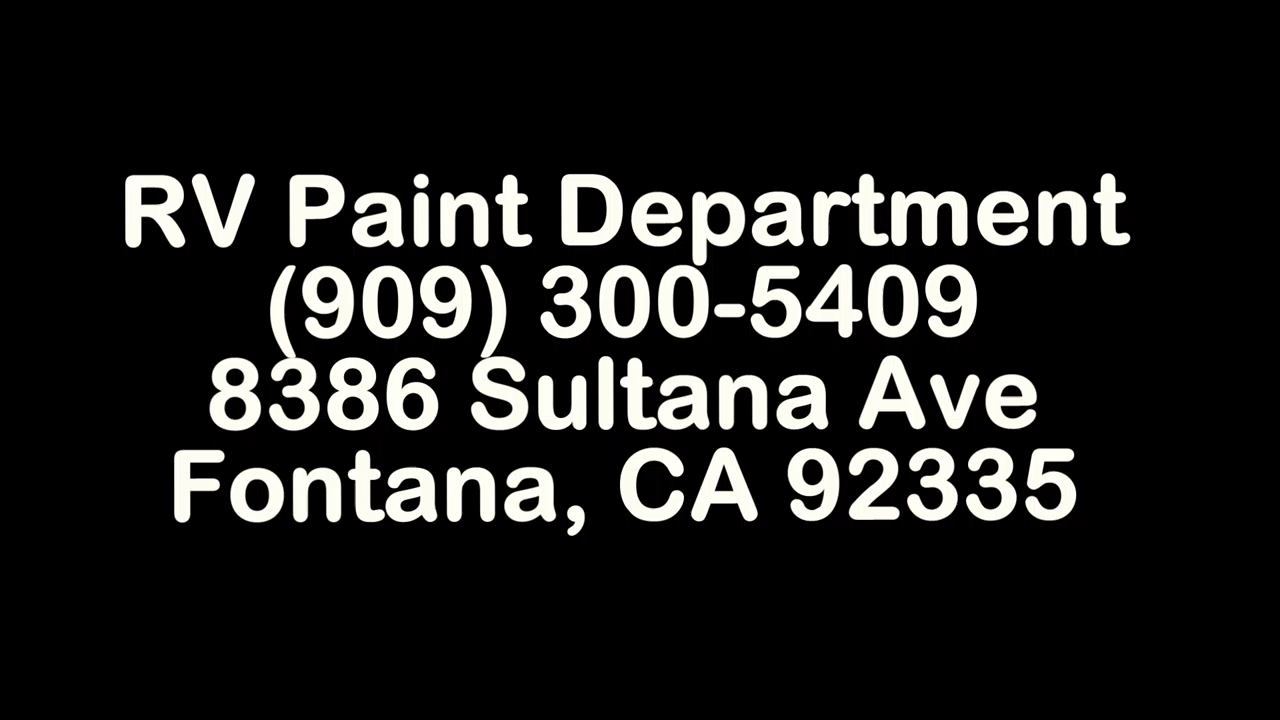 RV Paint Department
(909) 300-5409
8386 Sultana Ave
Fontana, CA 92335